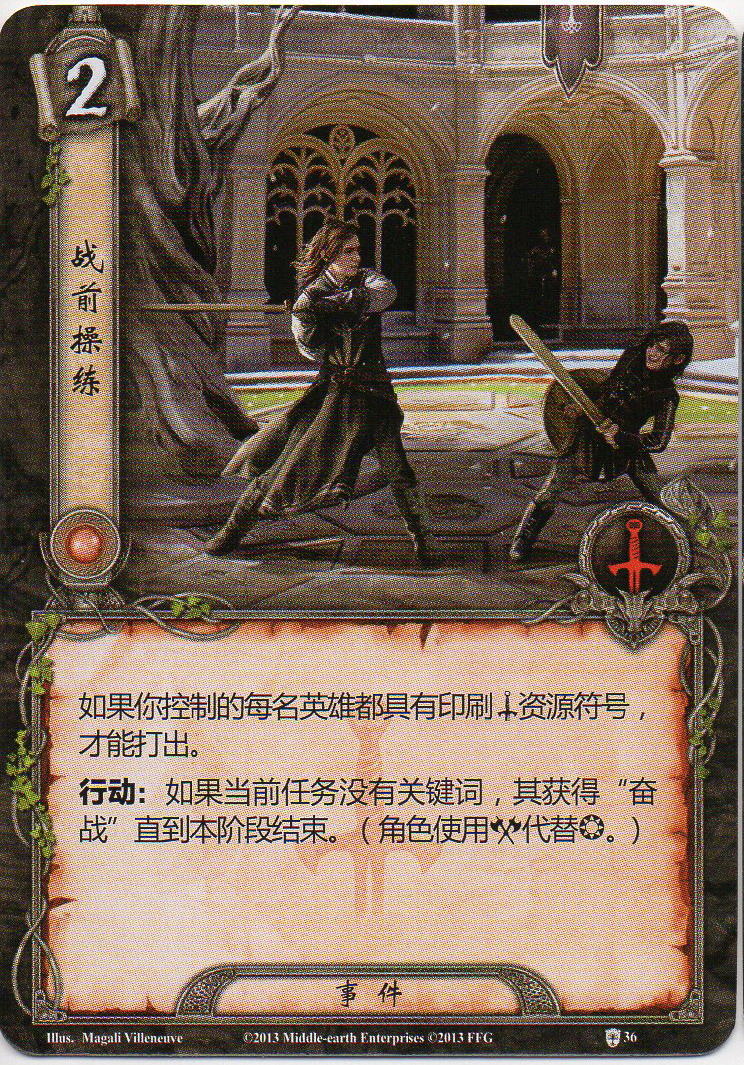 2
战前操练
如果你控制的每名英雄都具有印刷资源符号，
才能打出。
行动：如果当前任务没有关键词，其获得“奋
战”直到本阶段结束。（角色使用代替。）
事件
Illus. Magali Villeneuve ©2013 Middle-earth Enterprises ©2013 FFG 36